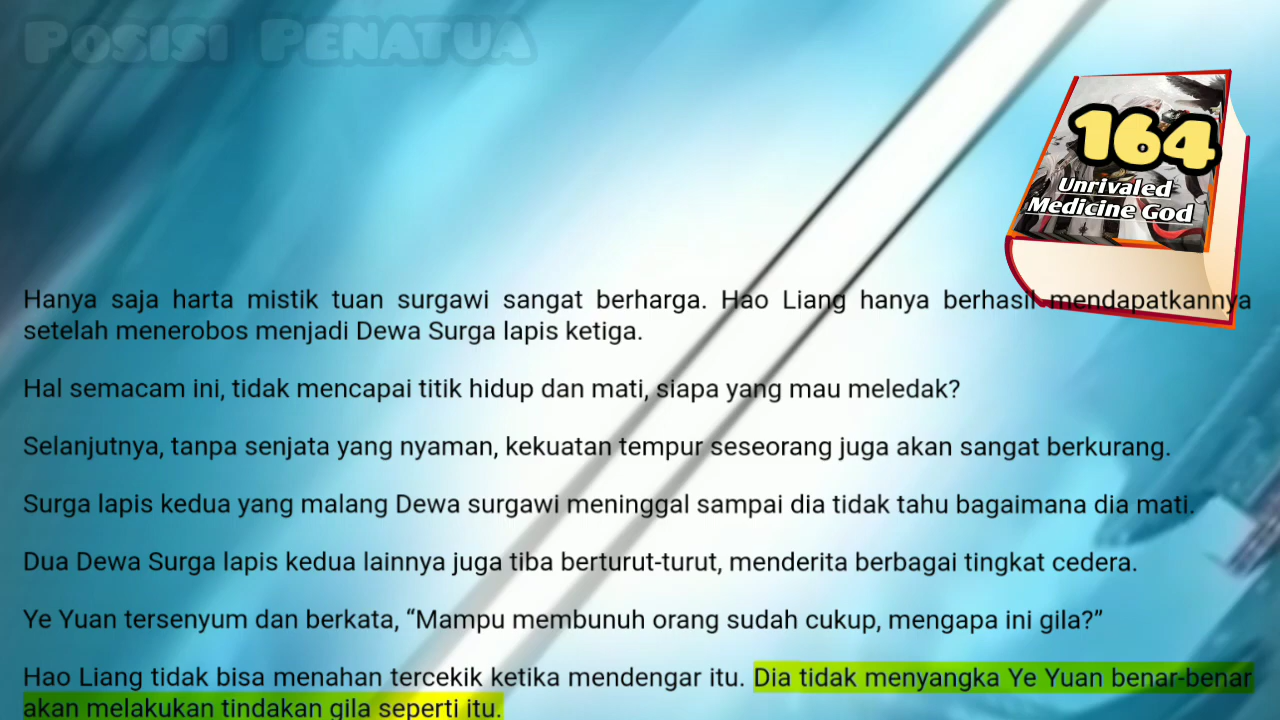 Posisi Penatua
164
Unrivaled
Medicine God
Hanya saja harta mistik tuan surgawi sangat berharga. Hao Liang hanya berhasil mendapatkannya
setelah menerobos menjadi Dewa Surga lapis ketiga.
Hal semacam ini, tidak mencapai titik hidup dan mati, siapa yang mau meledak?
Selanjutnya, tanpa senjata yang nyaman, kekuatan tempur seseorang juga akan sangat berkurang.
Surga lapis kedua yang malang Dewa surgawi meninggal sampai dia tidak tahu bagaimana dia mati.
Dua Dewa Surga lapis kedua lainnya juga tiba berturut-turut, menderita berbagai tingkat cedera.
Ye Yuan tersenyum dan berkata, “Mampu membunuh orang sudah cukup, mengapa ini gila?”
Hao Liang tidak bisa menahan tercekik ketika mendengar itu. Dia tidak menyangka Ye Yuan benar-benar
akan melakukan tindakan gila seperti itu.